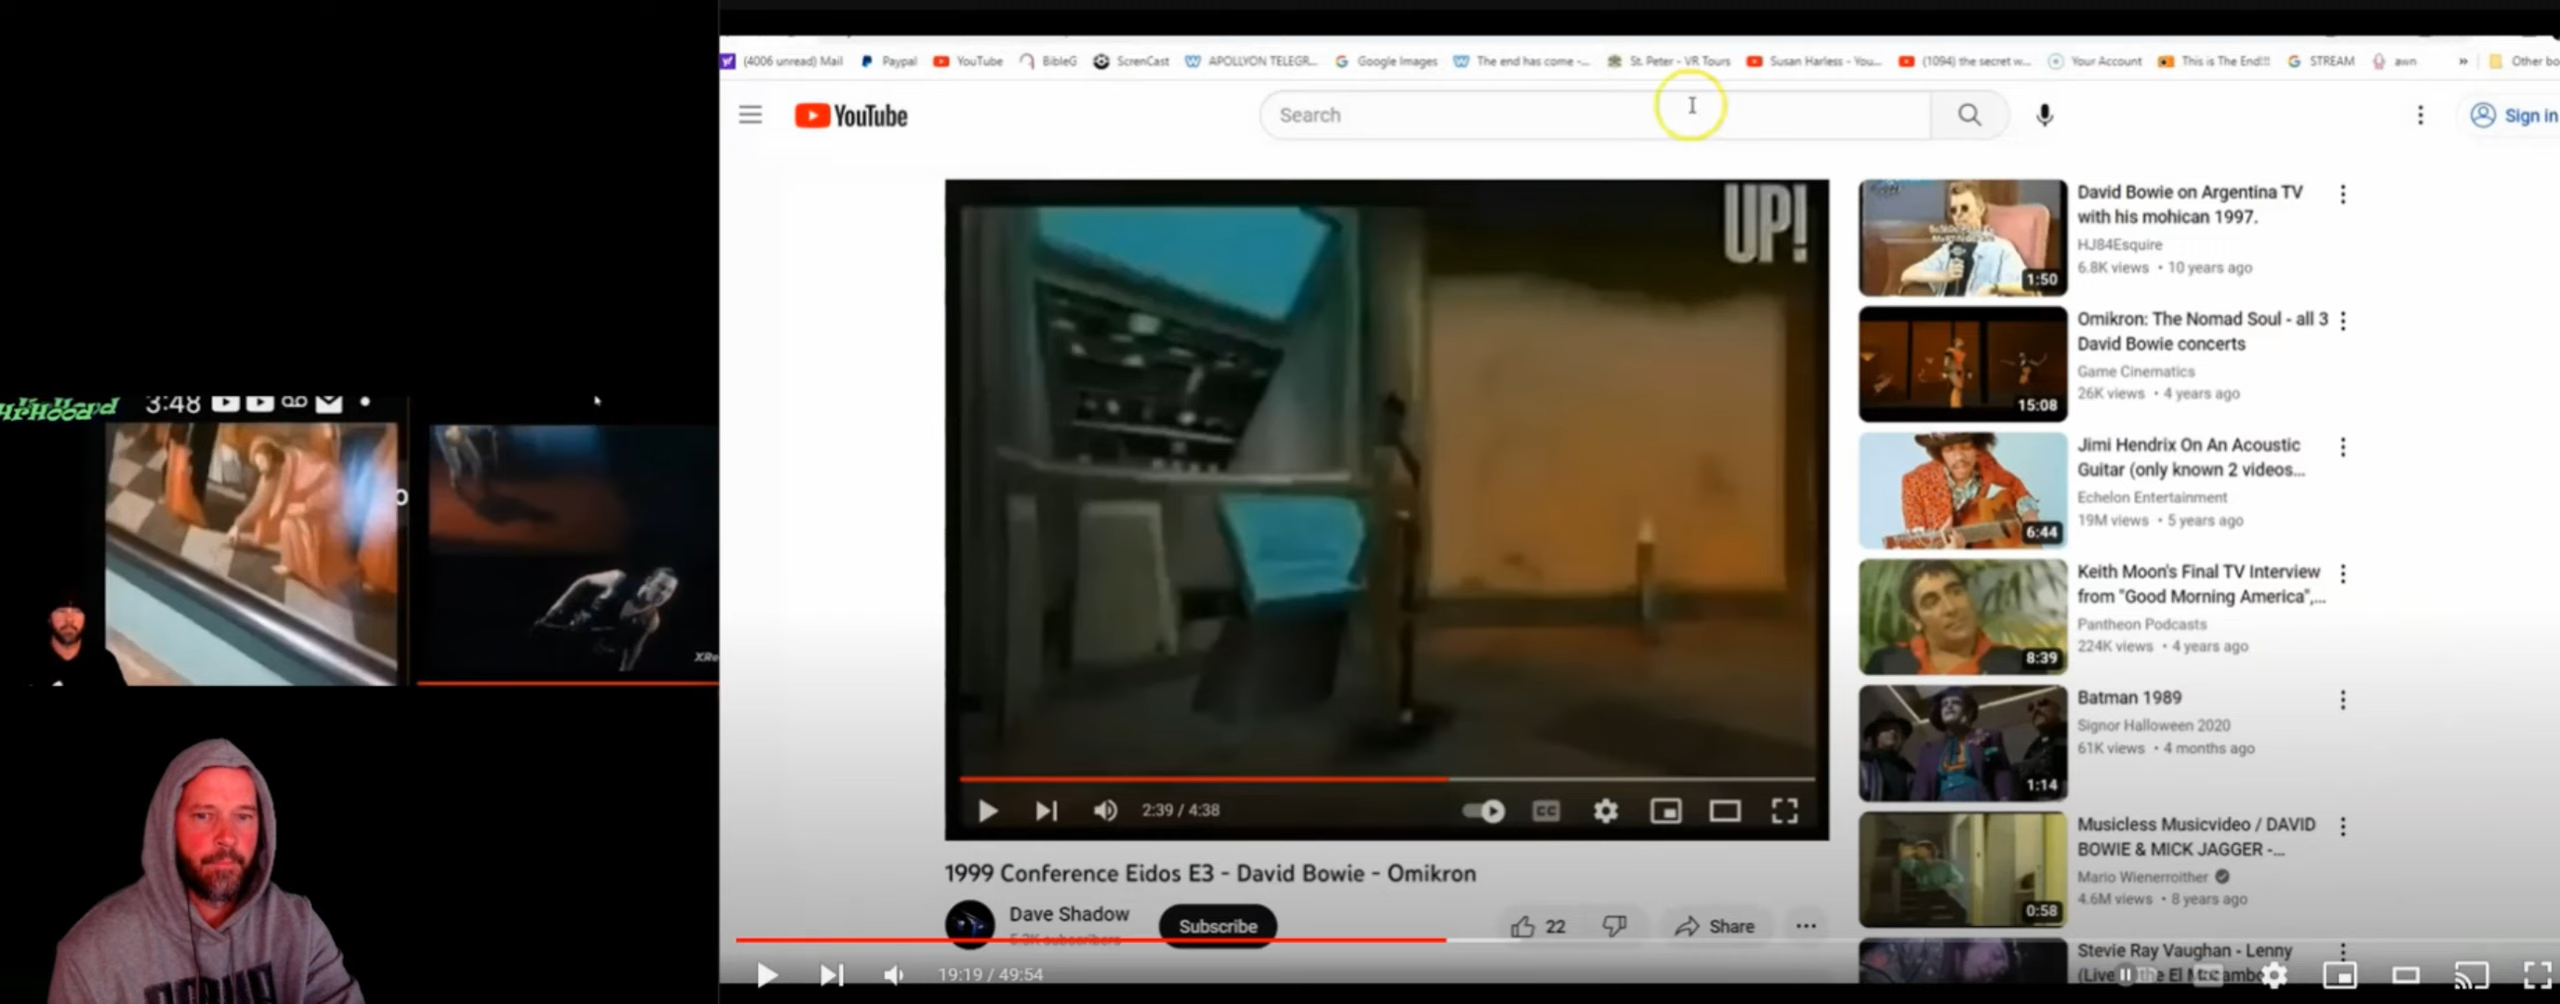 (4006 unread) Mail
Paypal
YouTube
BibleG
ScrenCast
APOLLYON TELEGR...
Google Images
The end has come -...
St. Peter - VR Tours
Susan Harless - You...
(1094) the secret w...
Your Account
This is The End!!!
STREAM
awn
»
Other bo
YouTube
Search
Sign in
UP!
2:39 / 4:38
CC
1999 Conference Eidos E3 - David Bowie - Omikron
Dave Shadow
5.3K subscribers
Subscribe
22
Share
19:19 / 49:54
David Bowie on Argentina TV
with his mohican 1997.
HJ84Esquire
6.8K views • 10 years ago
1:50
Omikron: The Nomad Soul - all 3
David Bowie concerts
Game Cinematics
26K views • 4 years ago
15:08
Jimi Hendrix On An Acoustic
Guitar (only known 2 videos...
Echelon Entertainment
19M views • 5 years ago
6:44
Keith Moon's Final TV Interview
from "Good Morning America",...
Pantheon Podcasts
224K views • 4 years ago
8:39
Batman 1989
Signor Halloween 2020
61K views • 4 months ago
1:14
Musicless Musicvideo / DAVID
BOWIE & MICK JAGGER -...
Mario Wienerroither
4.6M views • 8 years ago
0:58
Stevie Ray Vaughan - Lenny
(Live
3:48
XRe